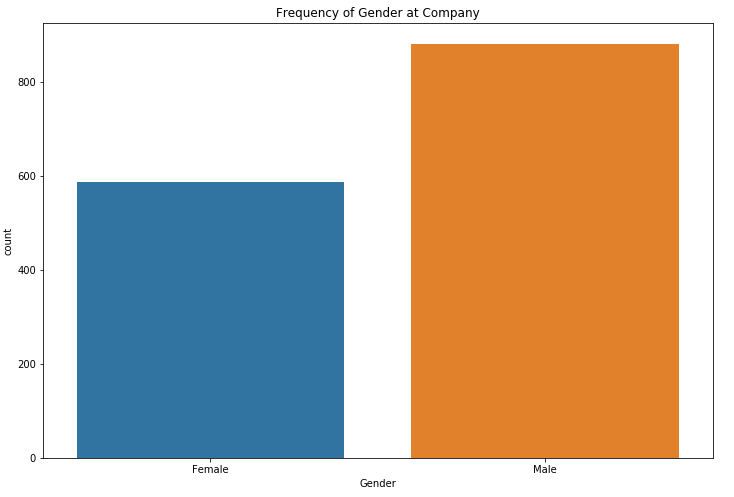 Frequency of Gender at Company
800
600
400
200
0
count
Female Male
Gender